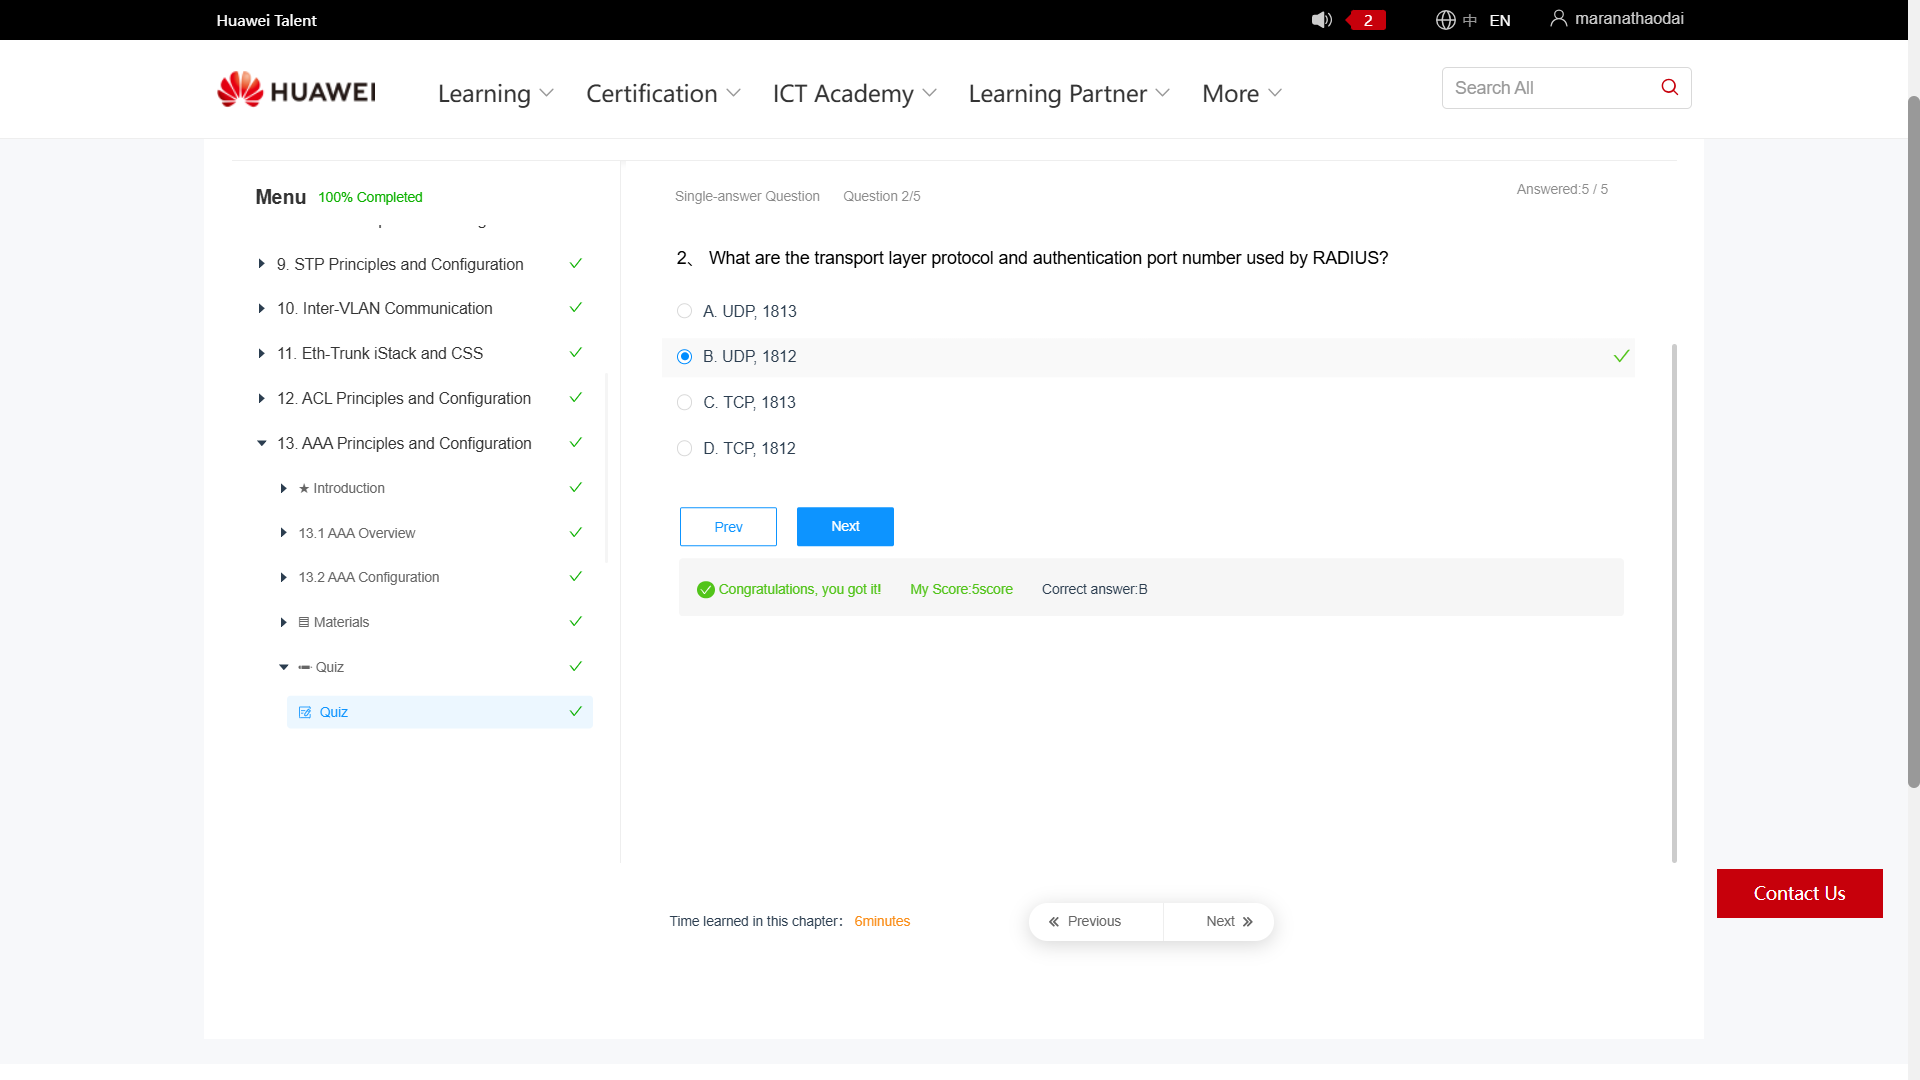 Huawei Talent
2
中 EN
maranathaodai
HUAWEI
Learning
Certification
ICT Academy
Learning Partner
More
Search All
Menu 100% Completed
9. STP Principles and Configuration
10. Inter-VLAN Communication
11. Eth-Trunk iStack and CSS
12. ACL Principles and Configuration
13. AAA Principles and Configuration
★ Introduction
13.1 AAA Overview
13.2 AAA Configuration
Materials
Quiz
Quiz
Single-answer Question Question 2/5
Answered:5 / 5
2、 What are the transport layer protocol and authentication port number used by RADIUS?
A. UDP, 1813
B. UDP, 1812
C. TCP, 1813
D. TCP, 1812
Prev
Next
Congratulations, you got it! My Score:5score Correct answer:B
Time learned in this chapter： 6minutes
« Previous
Next »
Contact Us